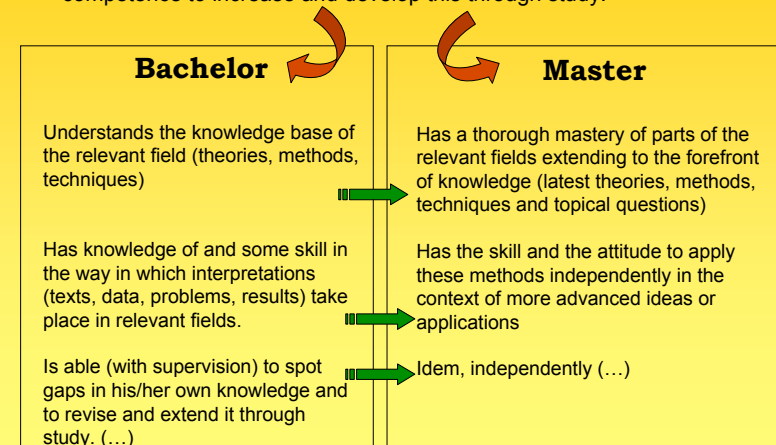 competence to increase and develop this through study.
Bachelor
Understands the knowledge base of
the relevant field (theories, methods,
techniques)
Has knowledge of and some skill in
the way in which interpretations
(texts, data, problems, results) take
place in relevant fields.
Is able (with supervision) to spot
gaps in his/her own knowledge and
to revise and extend it through
study. (…)
Master
Has a thorough mastery of parts of the
relevant fields extending to the forefront
of knowledge (latest theories, methods,
techniques and topical questions)
Has the skill and the attitude to apply
these methods independently in the
context of more advanced ideas or
applications
Idem, independently (…)